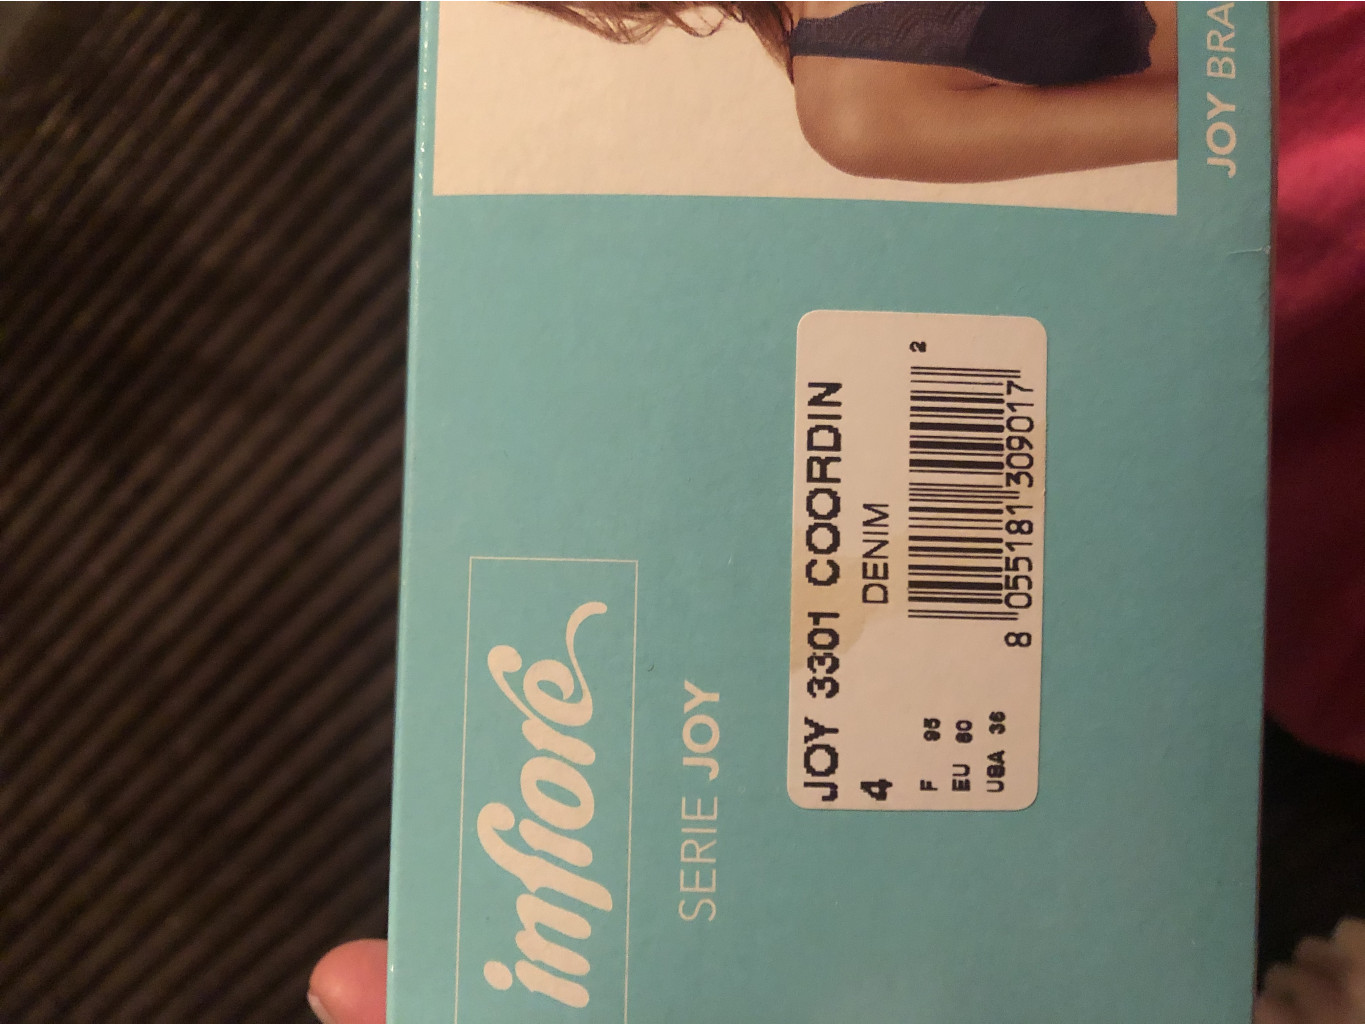 JOY BRA
infiore
SERIE JOY
JOY 3301 COORDIN
4 DENIM
F 95
EU 80
USA 36
2
8 055181 309017